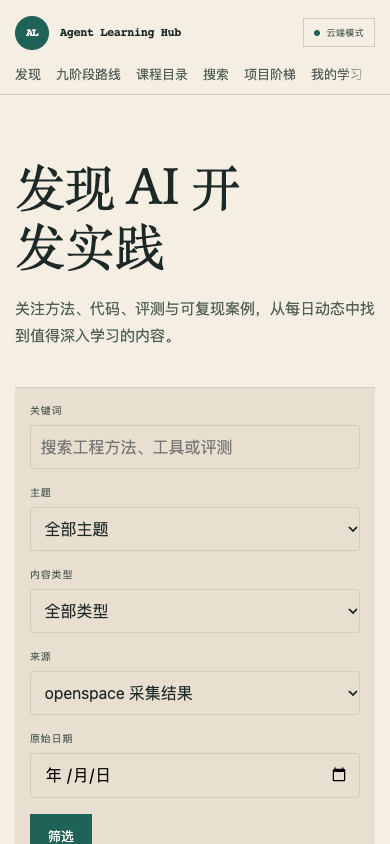 AL Agent Learning Hub 云端模式
发现 九阶段路线 课程目录 搜索 项目阶梯 我的学习
发现 AI 开
发实践
关注方法、代码、评测与可复现案例，从每日动态中找
到值得深入学习的内容。
关键词
搜索工程方法、工具或评测
主题
全部主题
内容类型
全部类型
来源
openspace 采集结果
原始日期
年 /月/日
筛选